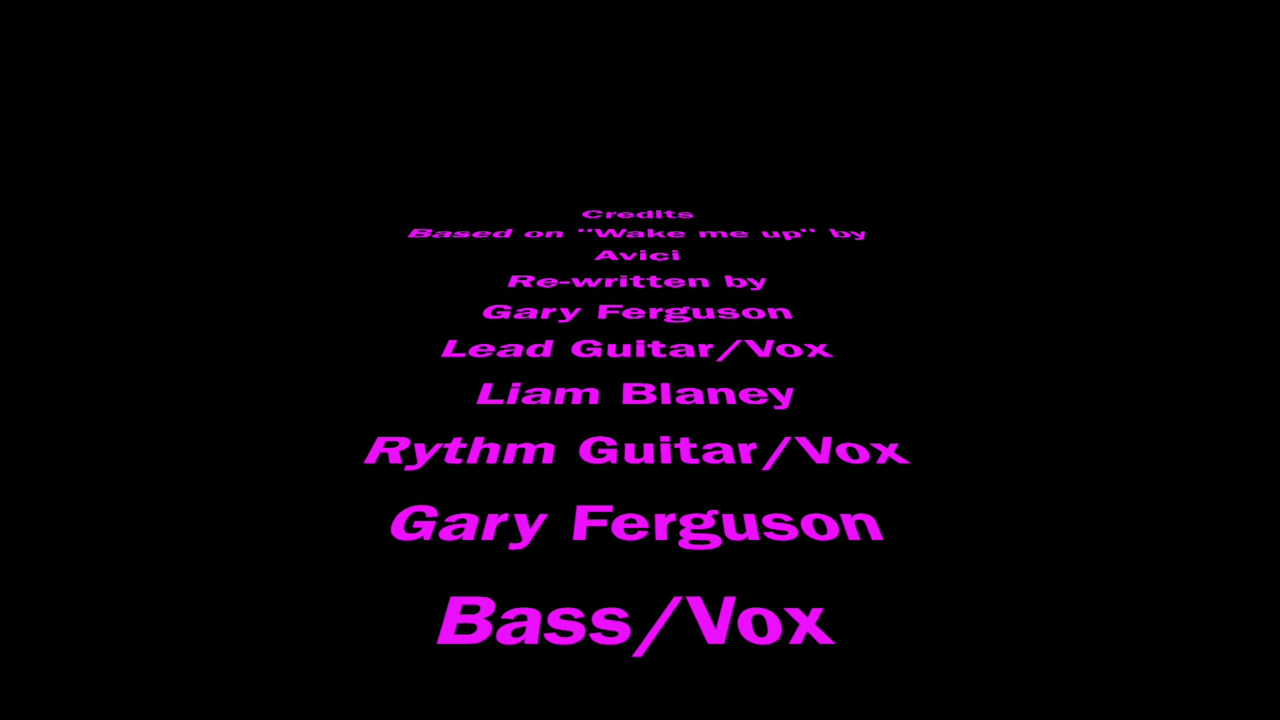 Credits
Based on "Wake me up" by
Avici
Re-written by
Gary Ferguson
Lead Guitar/Vox
Liam Blaney
Rythm Guitar/Vox
Gary Ferguson
Bass/Vox